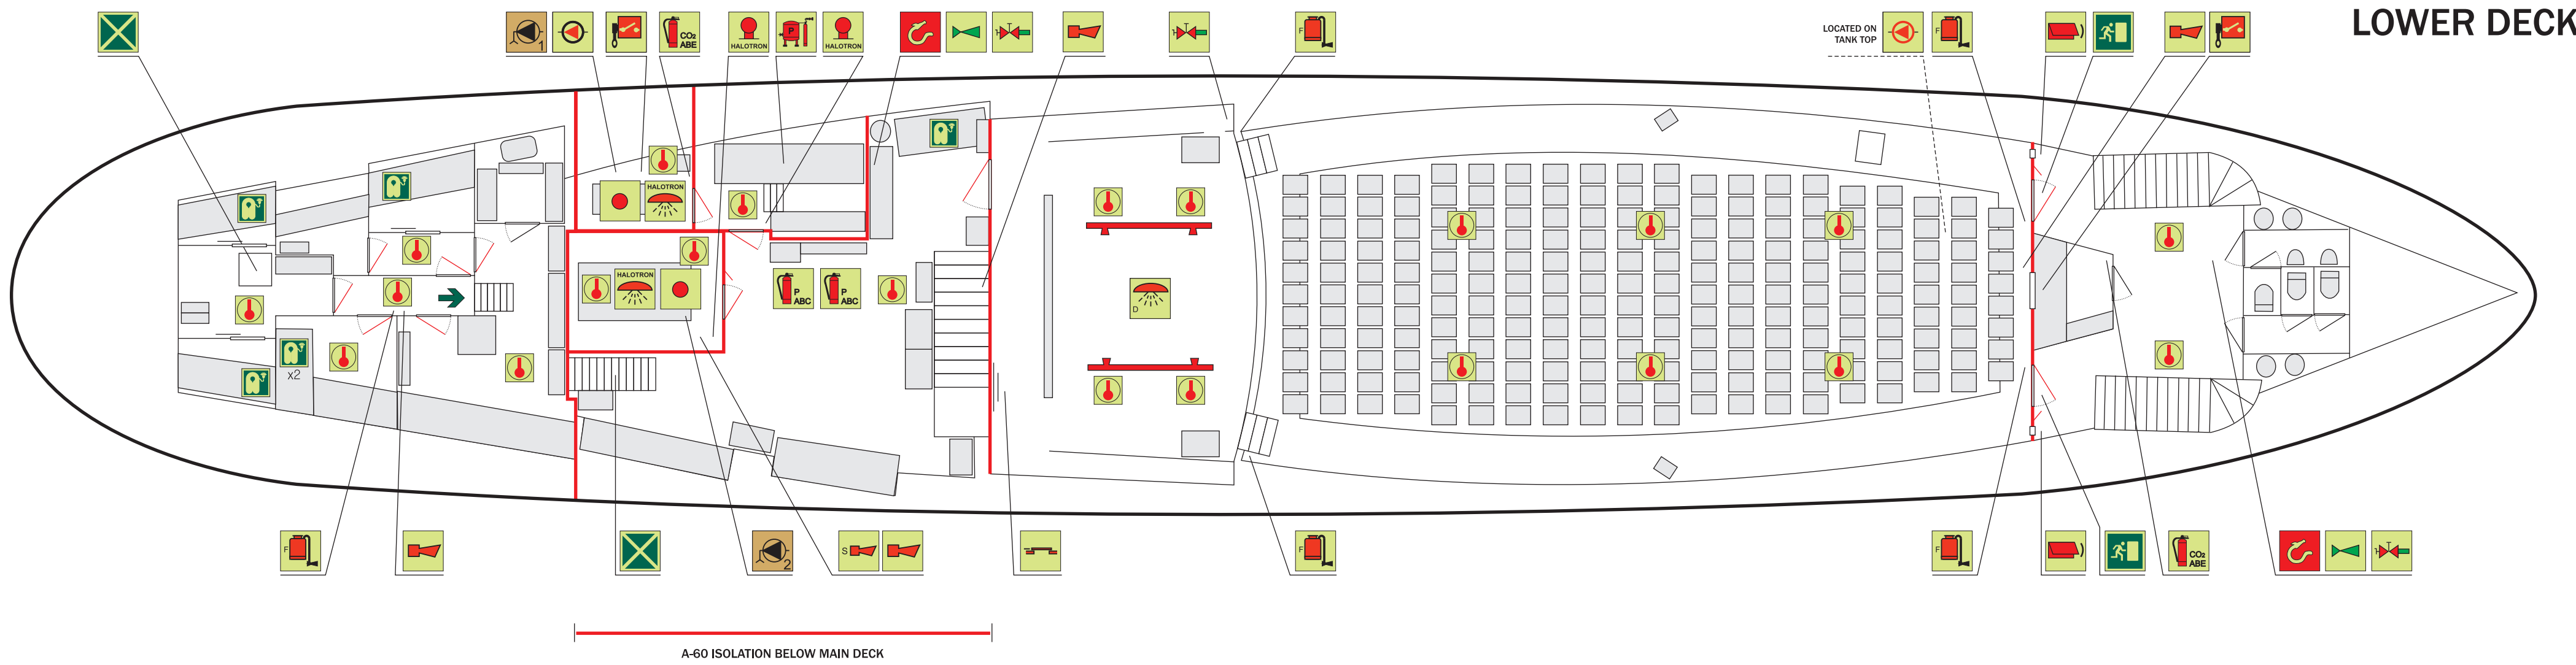 LOWER DECK
1
CO₂
ABE
HALOTRON
P
HALOTRON
F
LOCATED ON
TANK TOP
F
HALOTRON
HALOTRON
P
ABC
P
ABC
D
x2
F
2
S
F
F
CO₂
ABE
A-60 ISOLATION BELOW MAIN DECK